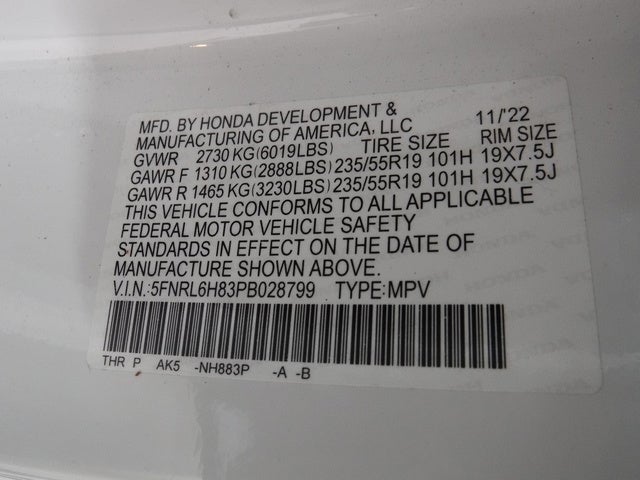 MFD. BY HONDA DEVELOPMENT & 11/'22
MANUFACTURING OF AMERICA, LLC
GVWR 2730 KG(6019LBS) TIRE SIZE RIM SIZE
GAWR F 1310 KG(2888LBS) 235/55R19 101H 19X7.5J
GAWR R 1465 KG(3230LBS) 235/55R19 101H 19X7.5J
THIS VEHICLE CONFORMS TO ALL APPLICABLE
FEDERAL MOTOR VEHICLE SAFETY
STANDARDS IN EFFECT ON THE DATE OF
MANUFACTURE SHOWN ABOVE.
V.I.N.:5FNRL6H83PB028799 TYPE:MPV
THR P AK5 -NH883P -A -B